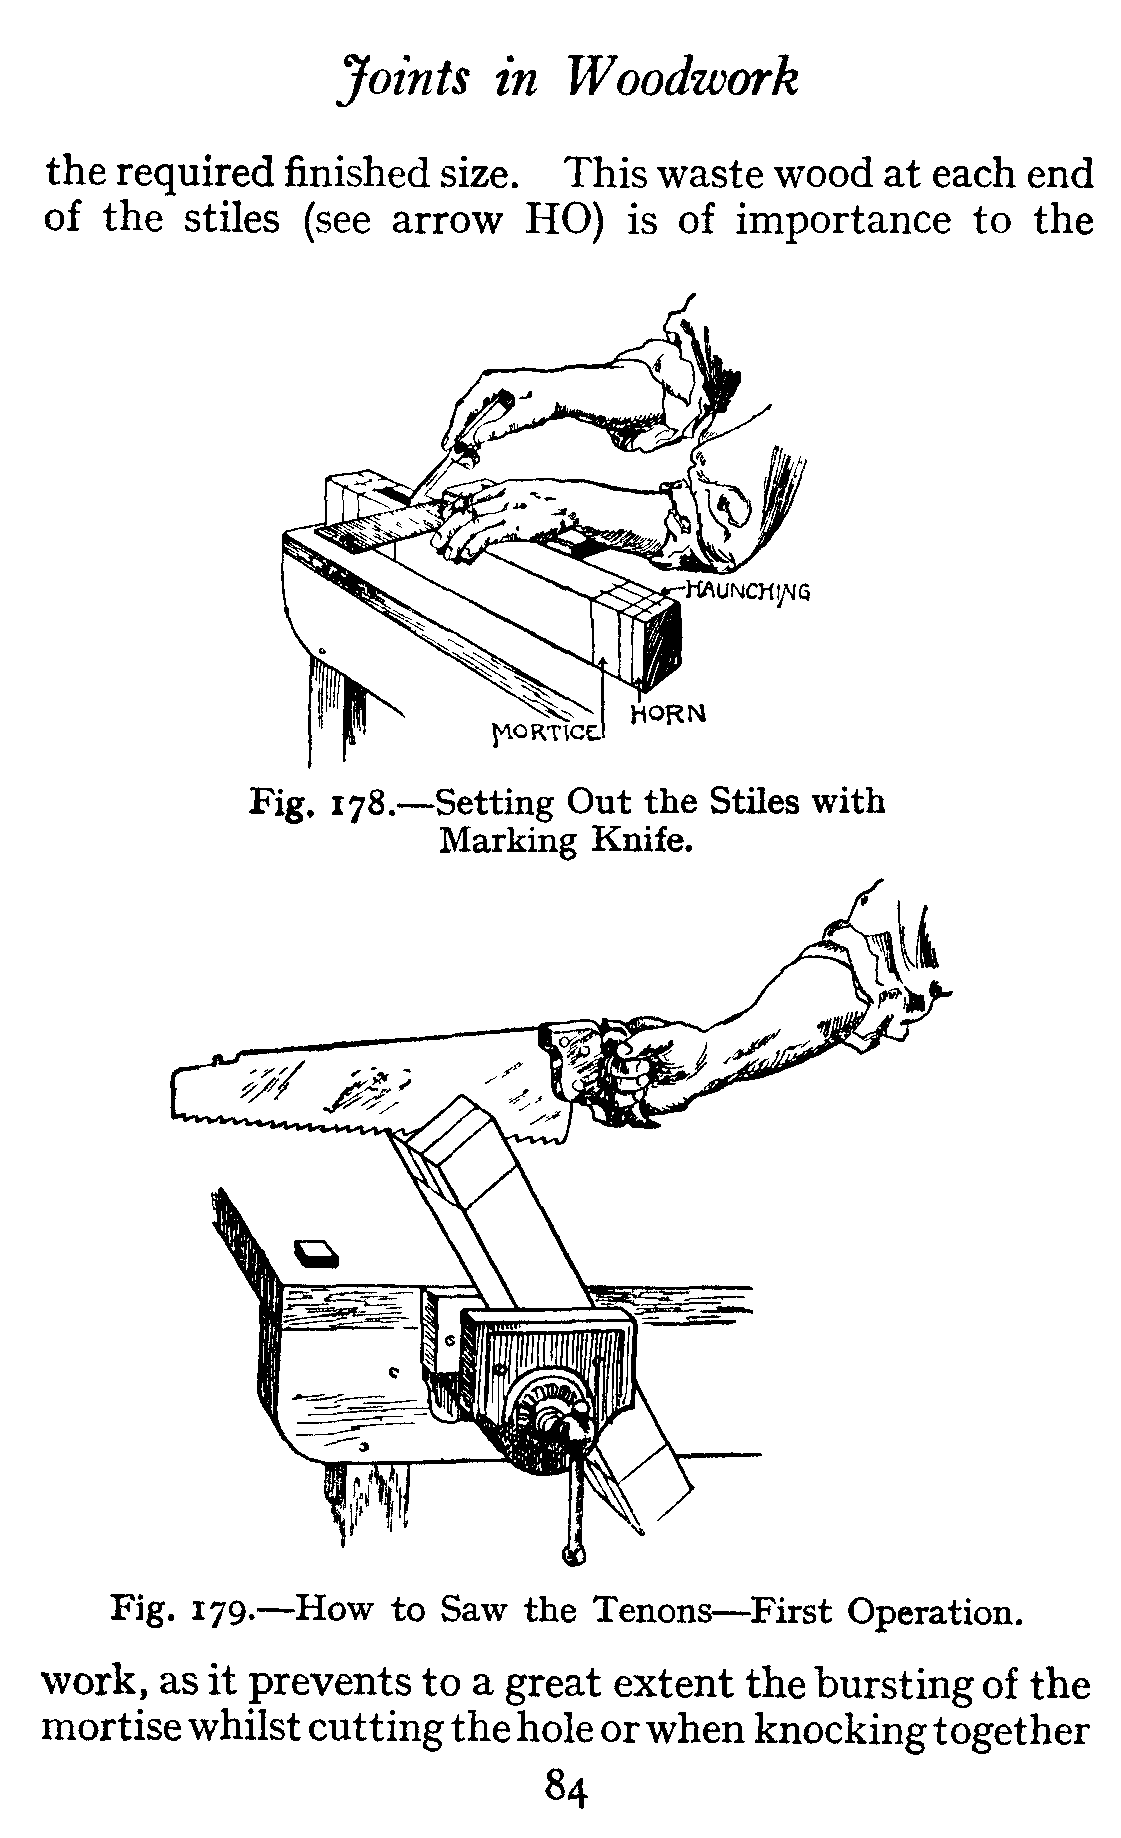 Joints in Woodwork
the required finished size. This waste wood at each end
of the stiles (see arrow HO) is of importance to the
HAUNCHING
HORN
MORTICE
Fig. 178.—Setting Out the Stiles with
Marking Knife.
Fig. 179.—How to Saw the Tenons—First Operation.
work, as it prevents to a great extent the bursting of the
mortise whilst cutting the hole or when knocking together
84